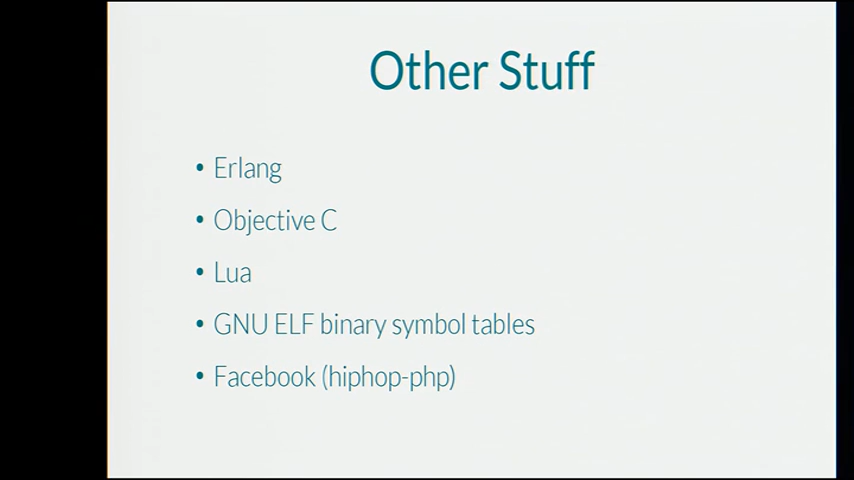 Other Stuff
• Erlang
• Objective C
• Lua
• GNU ELF binary symbol tables
• Facebook (hiphop-php)